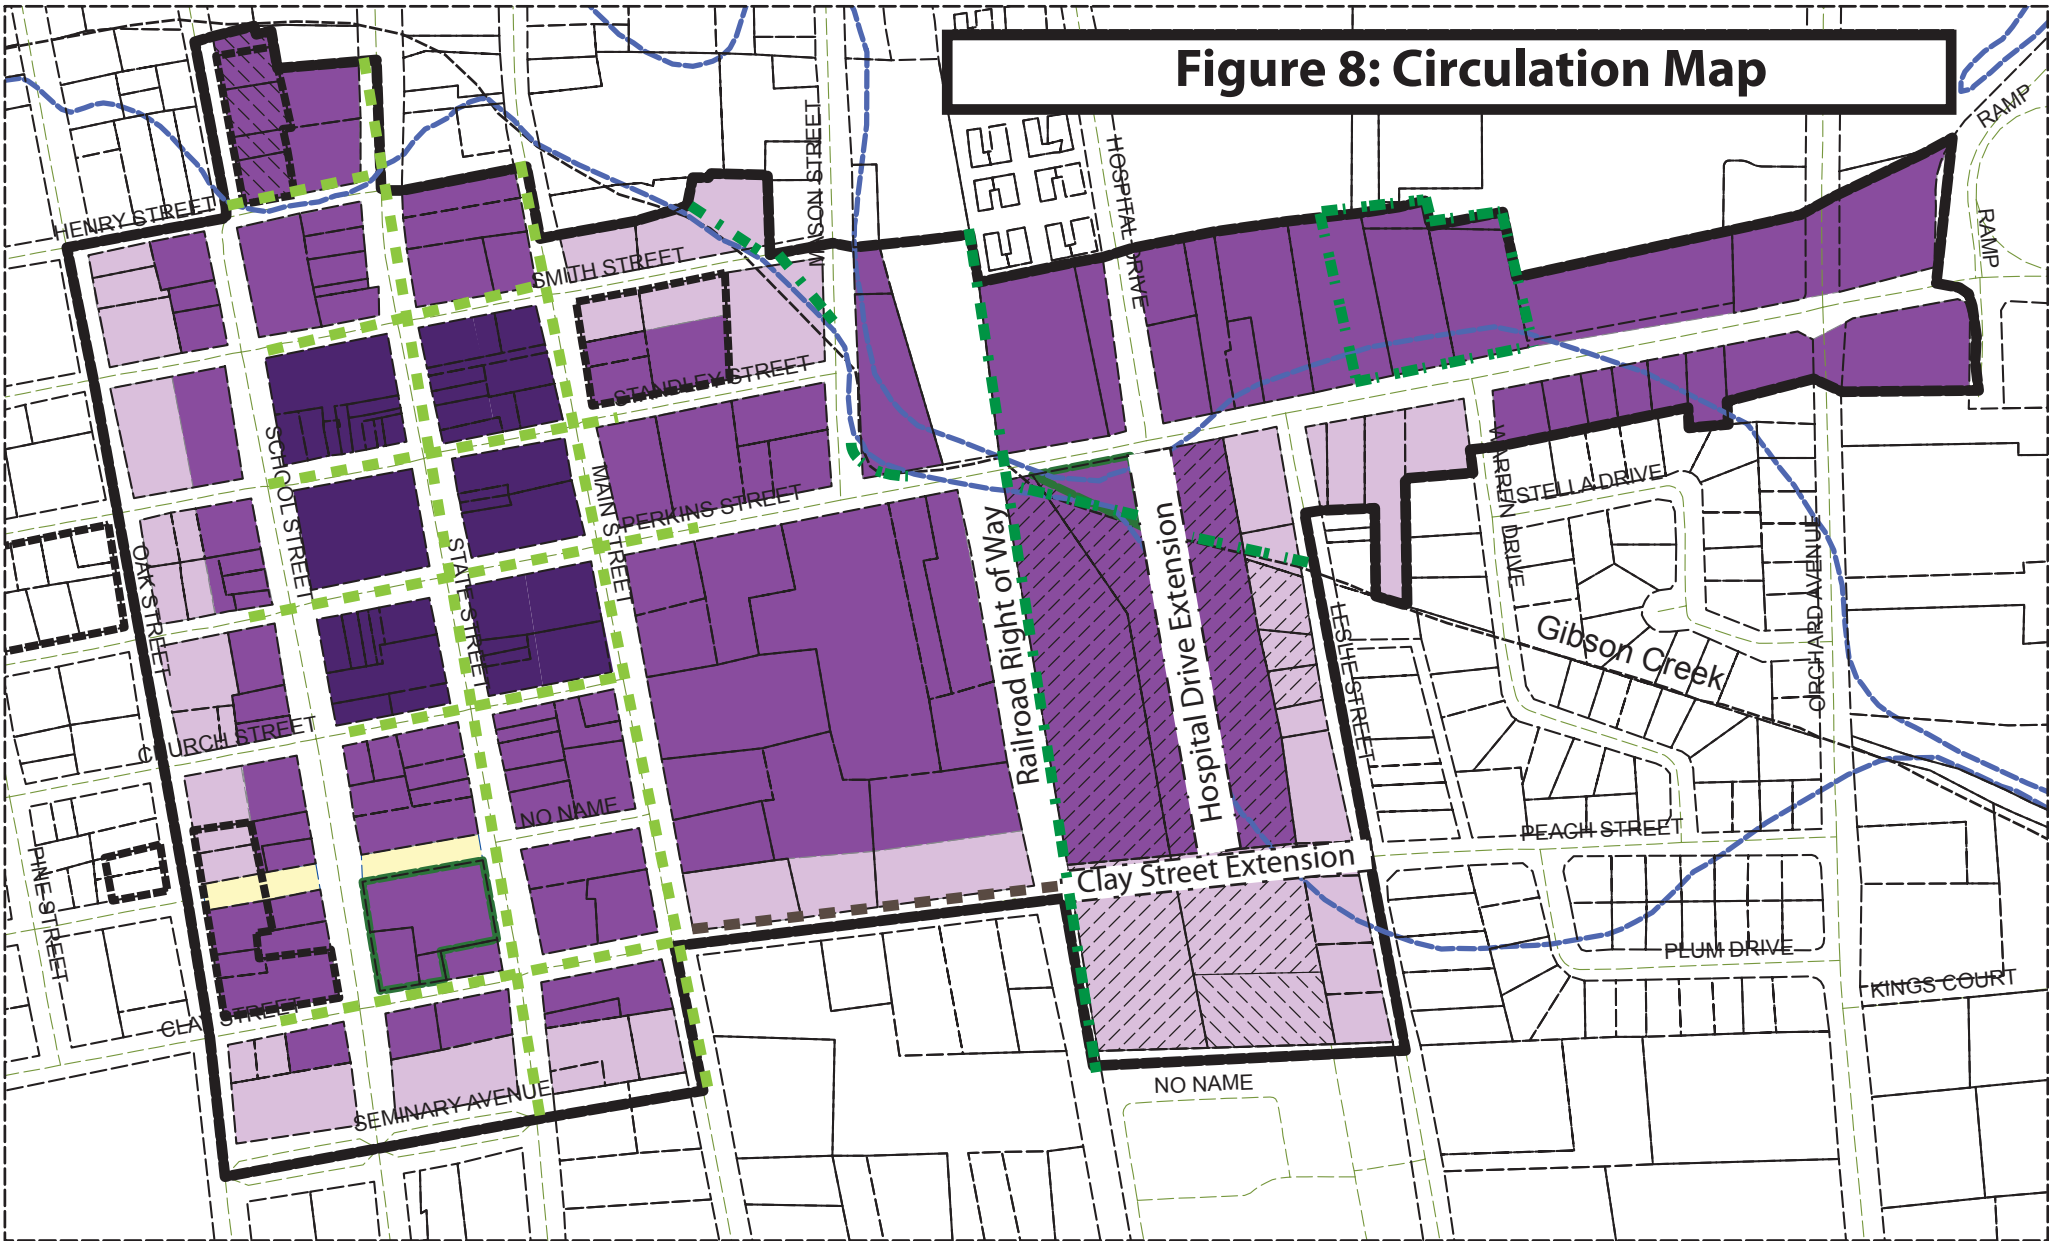 Figure 8: Circulation Map
RAMP
RAMP
HENRY STREET
MASON STREET
HOSPITAL DRIVE
SMITH STREET
STANDLEY STREET
SCHOOL STREET
MAIN STREET
PERKINS STREET
OAK STREET
STATE STREET
Railroad Right of Way
Hospital Drive Extension
WARREN DRIVE
STELLA DRIVE
ORCHARD AVENUE
LESLIE STREET
Gibson Creek
CHURCH STREET
NO NAME
PEACH STREET
Clay Street Extension
PINE STREET
PLUM DRIVE
KINGS COURT
CLAY STREET
SEMINARY AVENUE
NO NAME